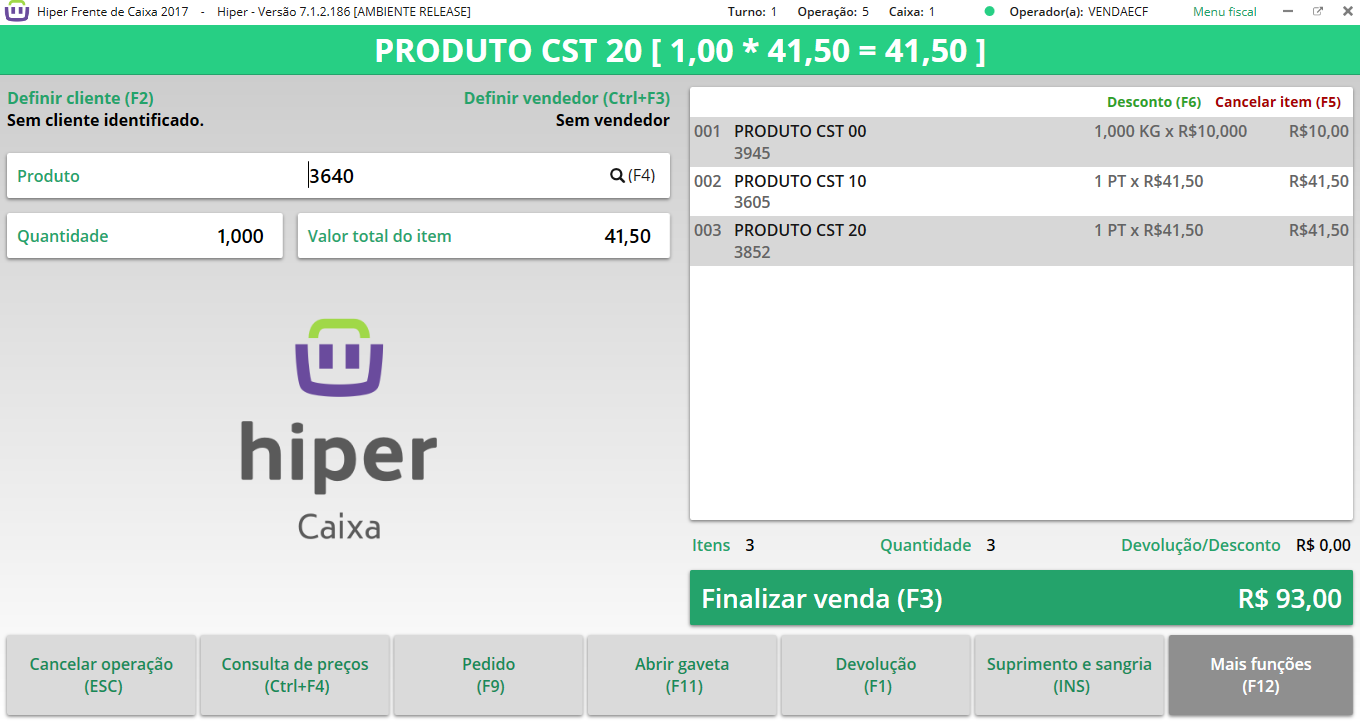 Hiper Frente de Caixa 2017 - Hiper - Versão 7.1.2.186 [AMBIENTE RELEASE] Turno: 1 Operação: 5 Caixa: 1 Operador(a): VENDAECF Menu fiscal
PRODUTO CST 20 [ 1,00 * 41,50 = 41,50 ]
Definir cliente (F2) Definir vendedor (Ctrl+F3)
Sem cliente identificado. Sem vendedor
Produto 3640 (F4)
Quantidade 1,000 Valor total do item 41,50
hiper
Caixa
Desconto (F6) Cancelar item (F5)
001 PRODUTO CST 00 1,000 KG x R$10,000 R$10,00
3945
002 PRODUTO CST 10 1 PT x R$41,50 R$41,50
3605
003 PRODUTO CST 20 1 PT x R$41,50 R$41,50
3852
Itens 3 Quantidade 3 Devolução/Desconto R$ 0,00
Finalizar venda (F3) R$ 93,00
Cancelar operação (ESC)
Consulta de preços (Ctrl+F4)
Pedido (F9)
Abrir gaveta (F11)
Devolução (F1)
Suprimento e sangria (INS)
Mais funções (F12)